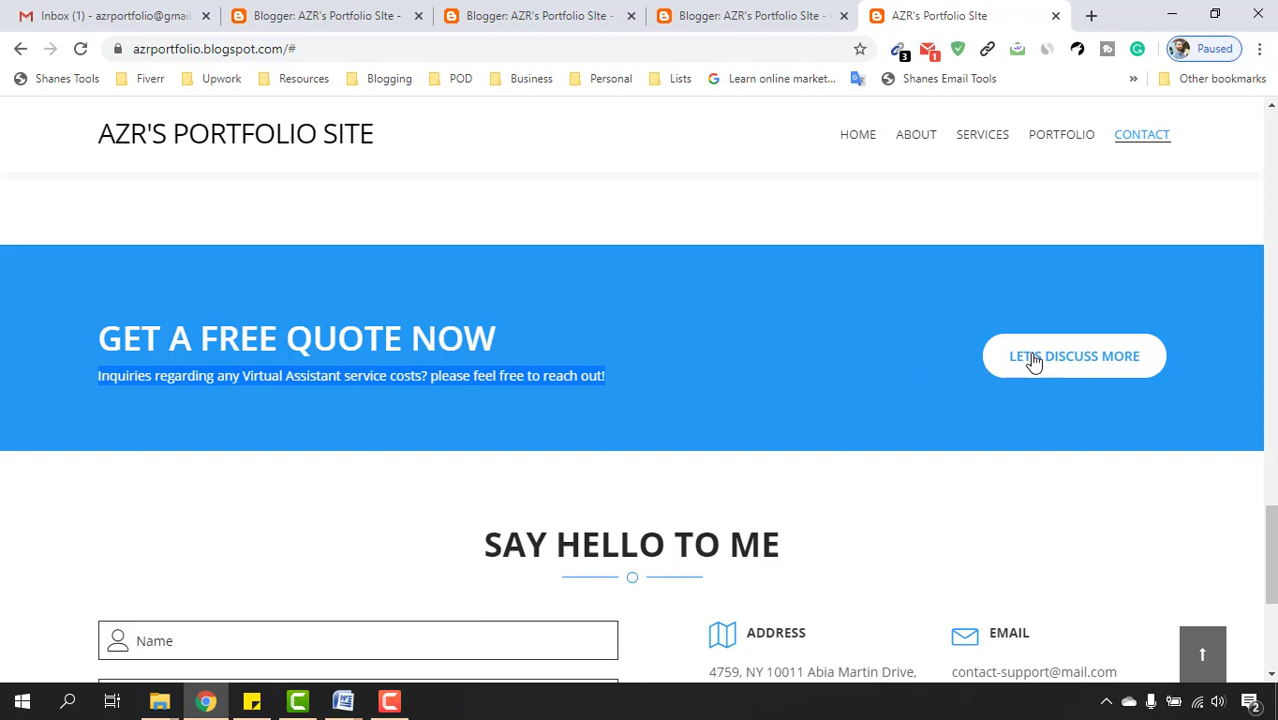 Inbox (1) - azrportfolio@gmail
Blogger: AZR's Portfolio SIte -
Blogger: AZR's Portfolio SIte -
Blogger: AZR's Portfolio SIte -
AZR's Portfolio SIte
azrportfolio.blogspot.com/#
3
1
Paused
Shanes Tools
Fiverr
Upwork
Resources
Blogging
POD
Business
Personal
Lists
Learn online market...
Shanes Email Tools
»
Other bookmarks
AZR'S PORTFOLIO SITE
HOME
ABOUT
SERVICES
PORTFOLIO
CONTACT
GET A FREE QUOTE NOW
Inquiries regarding any Virtual Assistant service costs? please feel free to reach out!
LET'S DISCUSS MORE
SAY HELLO TO ME
Name
ADDRESS
4759, NY 10011 Abia Martin Drive,
EMAIL
contact-support@mail.com
2